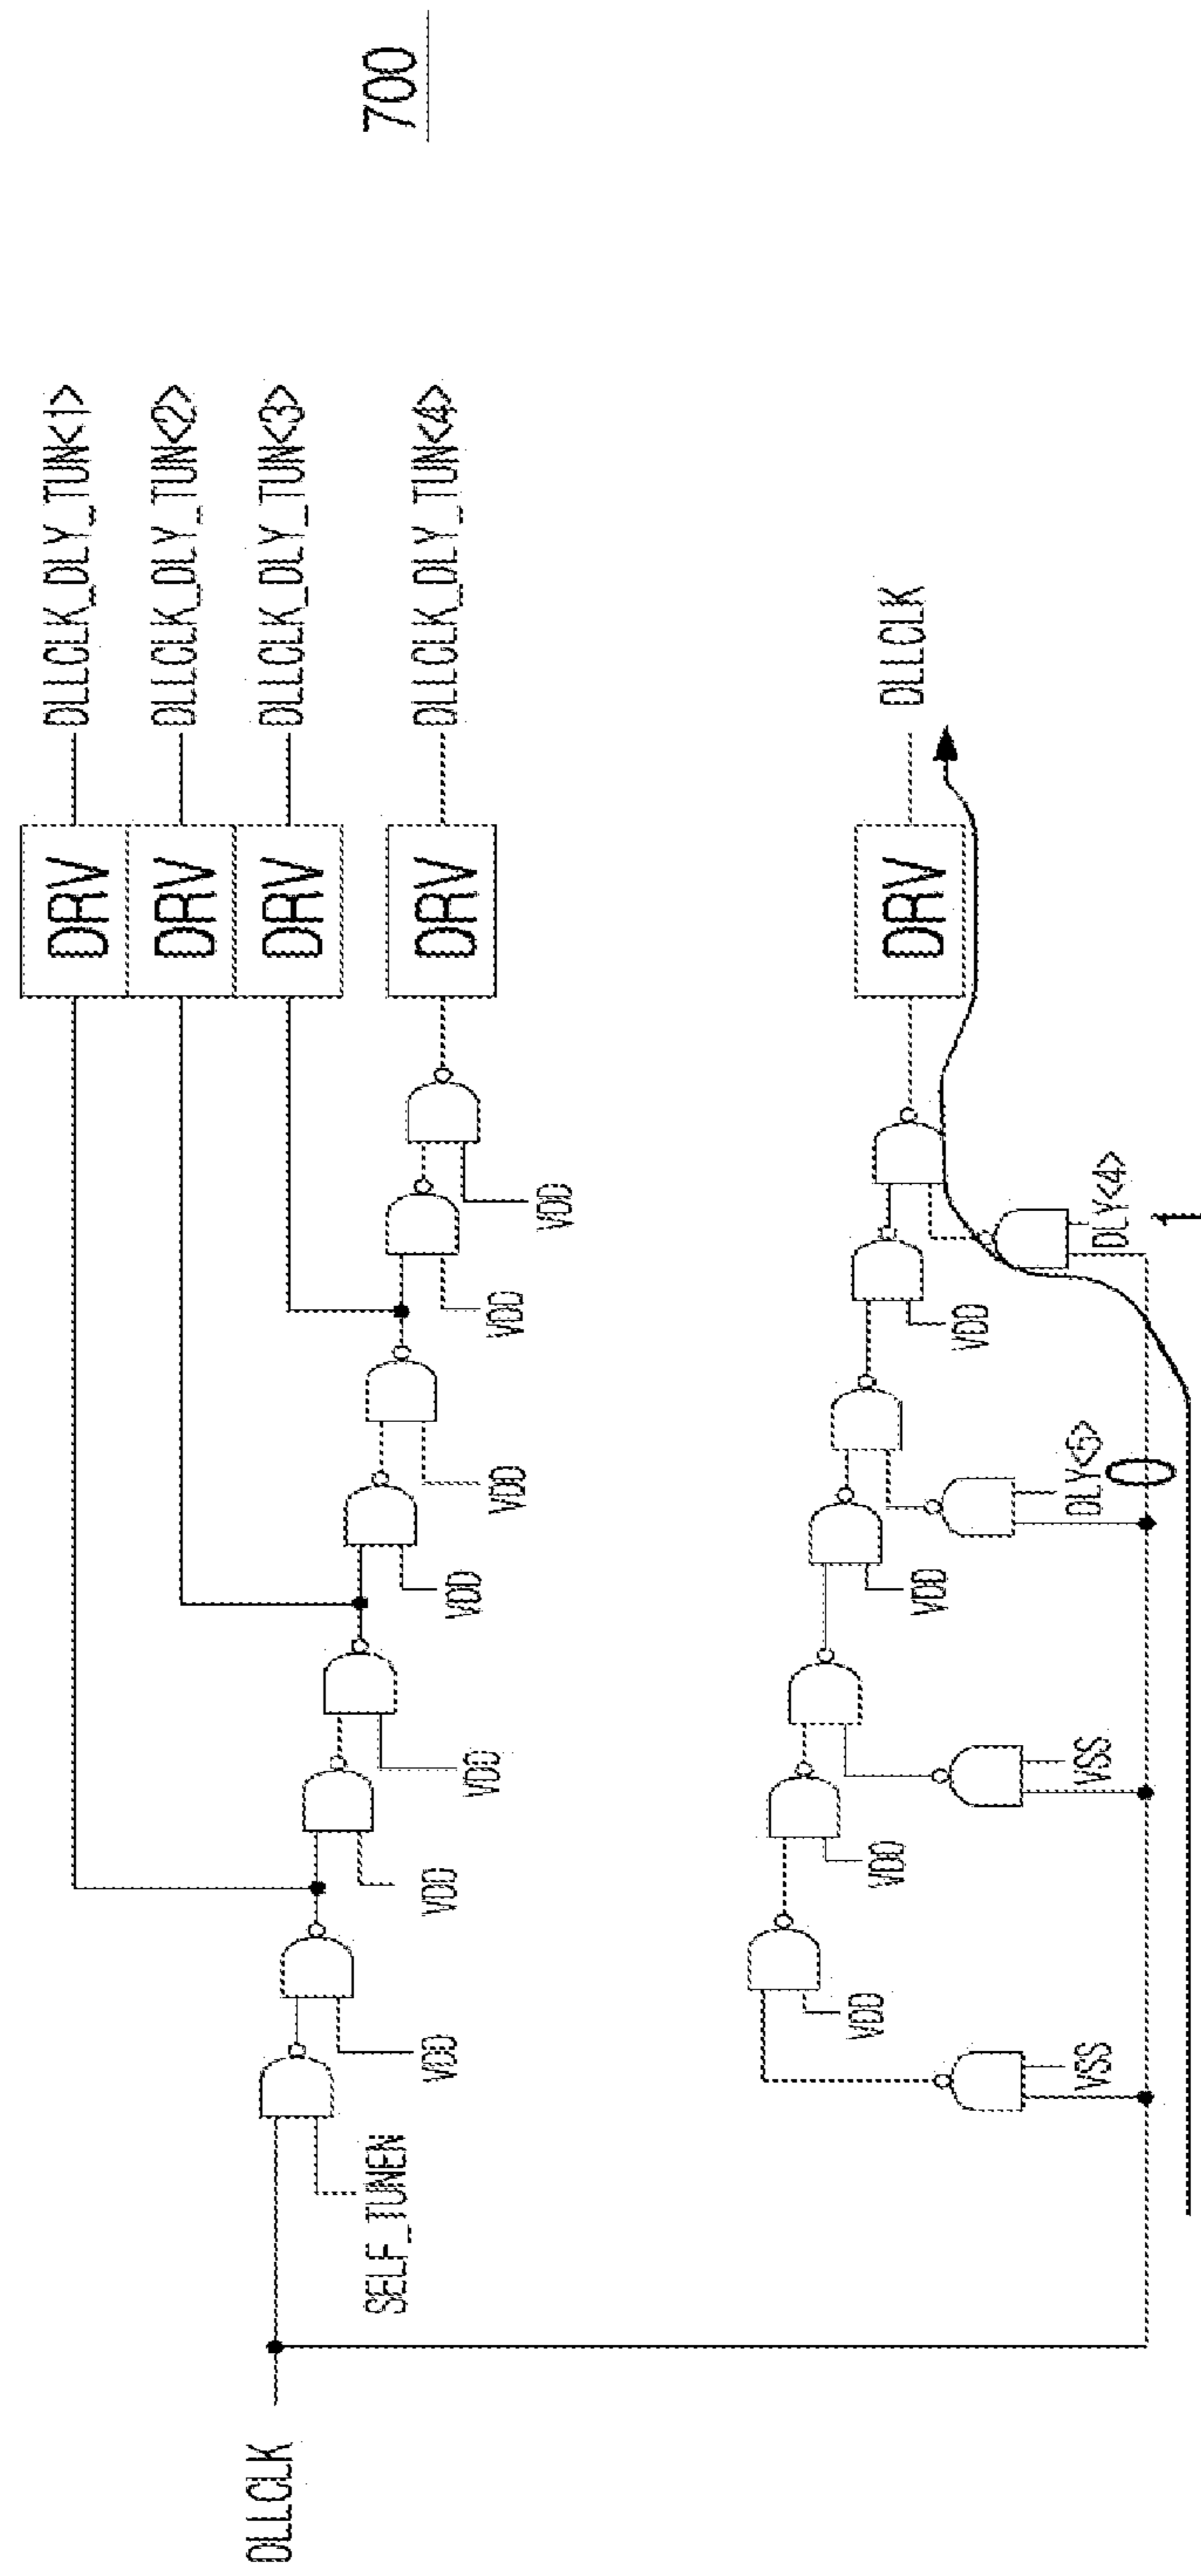 700
DLLCLK
SELF_TUNEN
VDD
VDD
VDD
VDD
VDD
VDD
VDD
DRV
DLLCLK_DLY_TUN<1>
DRV
DLLCLK_DLY_TUN<2>
DRV
DLLCLK_DLY_TUN<3>
DRV
DLLCLK_DLY_TUN<4>
VSS
VDD
VDD
VSS
VDD
DLY<5>
0
VDD
DLY<4>
1
DRV
DLLCLK